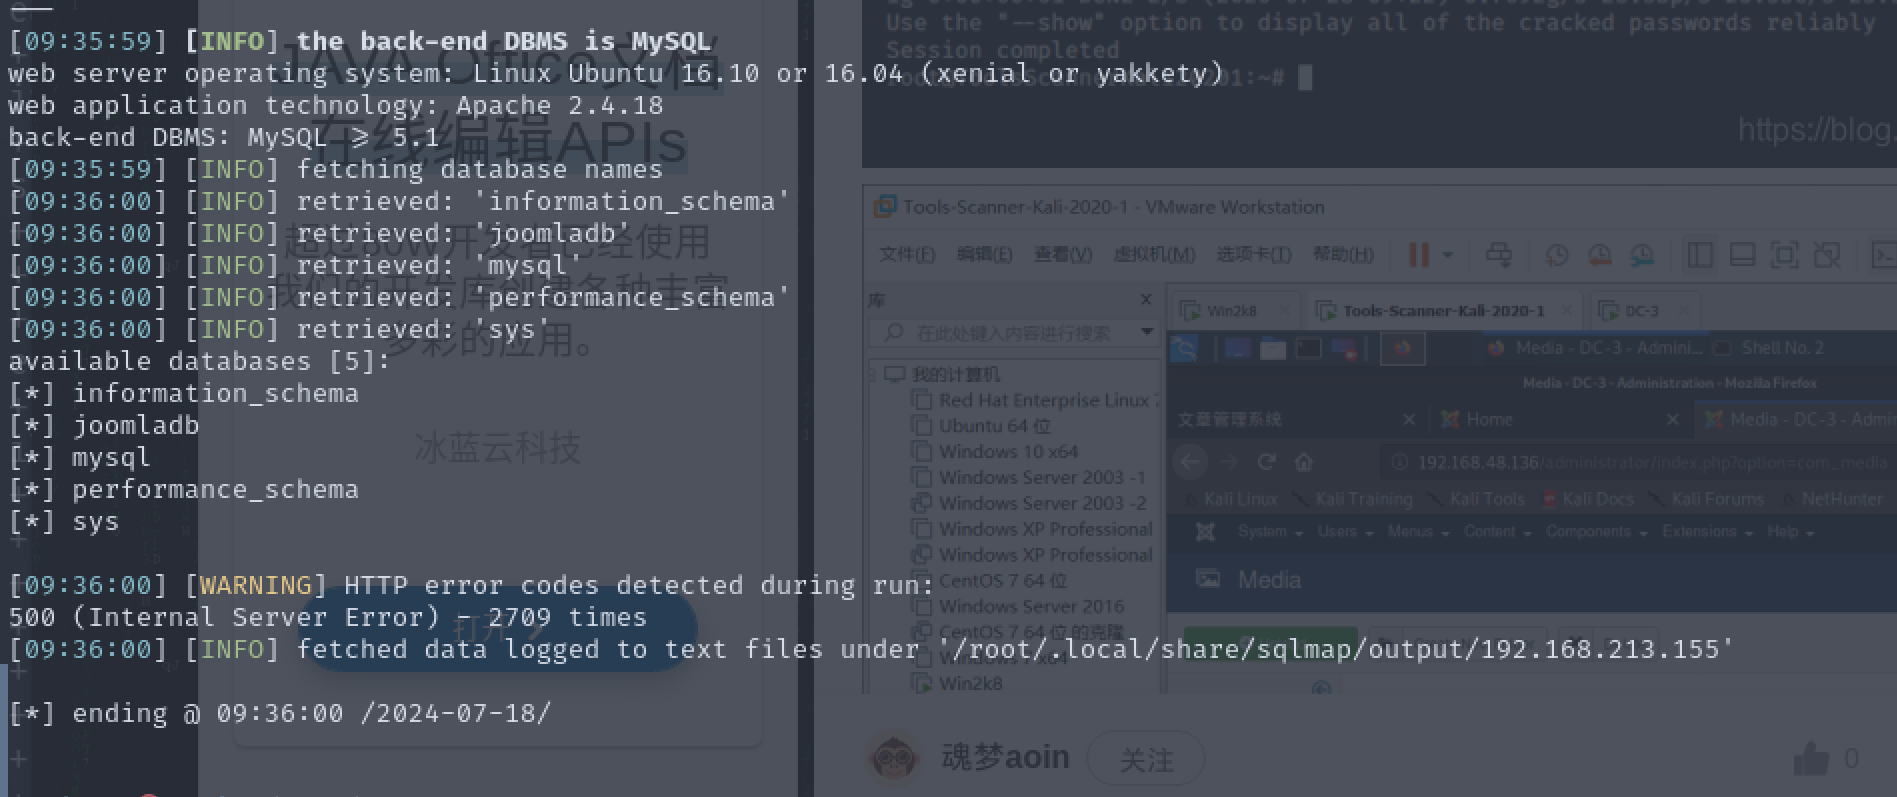 [09:35:59] [INFO] the back-end DBMS is MySQL
web server operating system: Linux Ubuntu 16.10 or 16.04 (xenial or yakkety)
web application technology: Apache 2.4.18
back-end DBMS: MySQL ≥ 5.1
[09:35:59] [INFO] fetching database names
[09:36:00] [INFO] retrieved: 'information_schema'
[09:36:00] [INFO] retrieved: 'joomladb'
[09:36:00] [INFO] retrieved: 'mysql'
[09:36:00] [INFO] retrieved: 'performance_schema'
[09:36:00] [INFO] retrieved: 'sys'
available databases [5]:
[*] information_schema
[*] joomladb
[*] mysql
[*] performance_schema
[*] sys
[09:36:00] [WARNING] HTTP error codes detected during run:
500 (Internal Server Error) - 2709 times
[09:36:00] [INFO] fetched data logged to text files under '/root/.local/share/sqlmap/output/192.168.213.155'
[*] ending @ 09:36:00 /2024-07-18/
JAVA Office文档
在线编辑APIs
超过80W开发者已经使用
我们的开发库创建各种丰富
多彩的应用。
冰蓝云科技
打开
Use the "--show" option to display all of the cracked passwords reliably
Session completed
https://blog
Tools-Scanner-Kali-2020-1 - VMware Workstation
文件(F) 编辑(E) 查看(V) 虚拟机(M) 选项卡(T) 帮助(H)
库
在此处键入内容进行搜索
我的计算机
Red Hat Enterprise Linux 7
Ubuntu 64 位
Windows 10 x64
Windows Server 2003 -1
Windows Server 2003 -2
Windows XP Professional
Windows XP Professional
CentOS 7 64 位
Windows Server 2016
CentOS 7 64 位 的克隆
Win2k8
Win2k8 Tools-Scanner-Kali-2020-1 DC-3
Media - DC-3 - Admini... Shell No. 2
Media - DC-3 - Administration - Mozilla Firefox
文章管理系统 Home Media - DC-3 - Admin
192.168.48.136/administrator/index.php?option=com_media
Kali Linux Kali Training Kali Tools Kali Docs Kali Forums NetHunter
System Users Menus Content Components Extensions Help
Media
魂梦aoin 关注 0